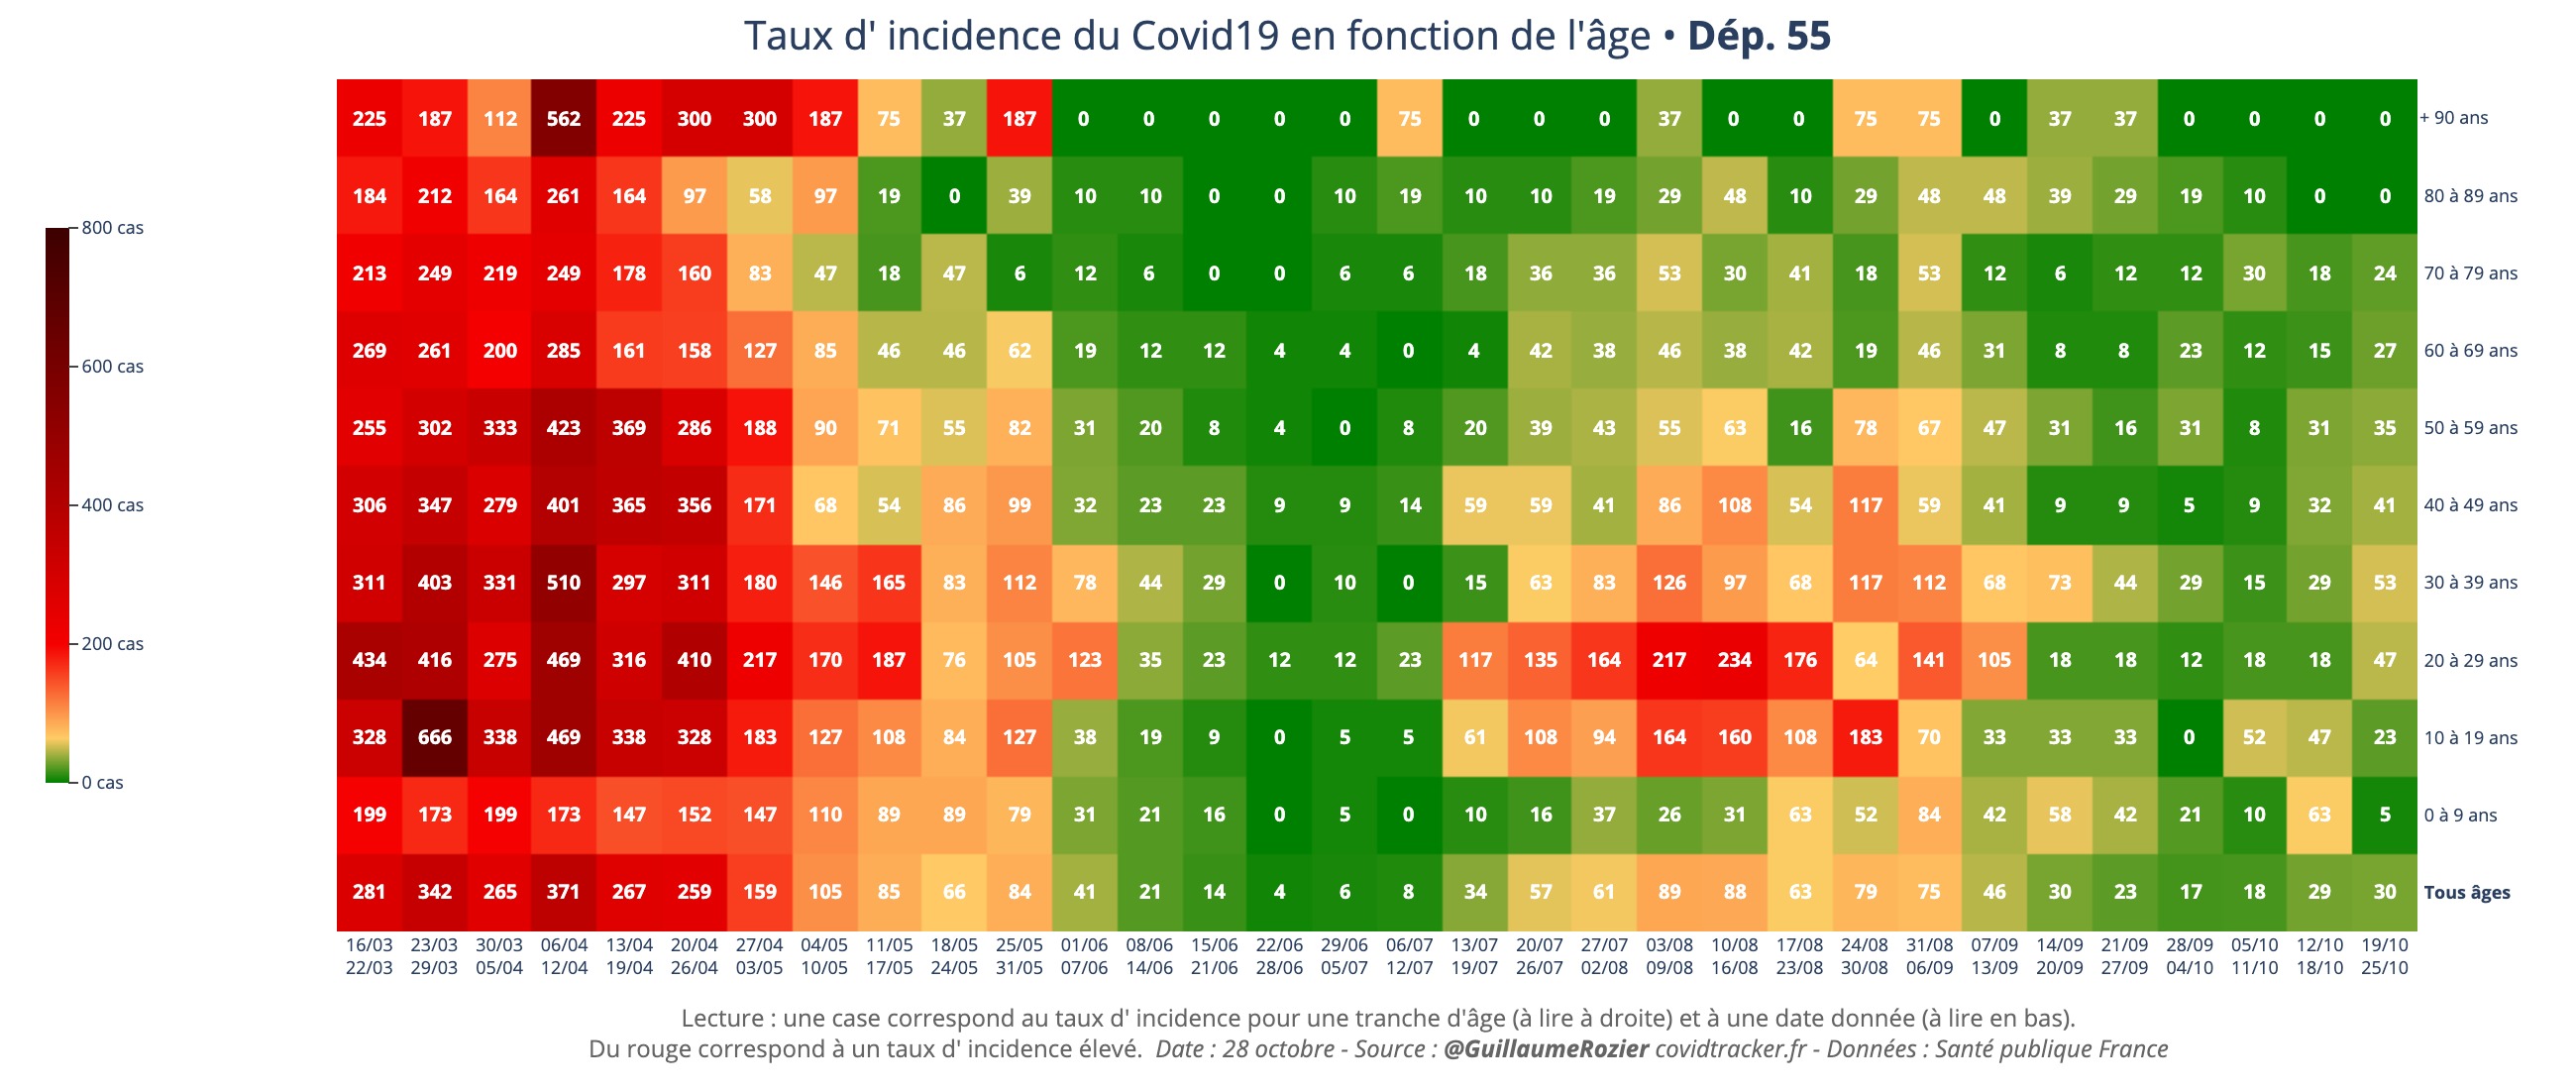 Taux d' incidence du Covid19 en fonction de l'âge • Dép. 55
800 cas
600 cas
400 cas
200 cas
0 cas
225 187 112 562 225 300 300 187 75 37 187 0 0 0 0 0 75 0 0 0 37 0 0 75 75 0 37 37 0 0 0 0 + 90 ans
184 212 164 261 164 97 58 97 19 0 39 10 10 0 0 10 19 10 10 19 29 48 10 29 48 48 39 29 19 10 0 0 80 à 89 ans
213 249 219 249 178 160 83 47 18 47 6 12 6 0 0 6 6 18 36 36 53 30 41 18 53 12 6 12 12 30 18 24 70 à 79 ans
269 261 200 285 161 158 127 85 46 46 62 19 12 12 4 4 0 4 42 38 46 38 42 19 46 31 8 8 23 12 15 27 60 à 69 ans
255 302 333 423 369 286 188 90 71 55 82 31 20 8 4 0 8 20 39 43 55 63 16 78 67 47 31 16 31 8 31 35 50 à 59 ans
306 347 279 401 365 356 171 68 54 86 99 32 23 23 9 9 14 59 59 41 86 108 54 117 59 41 9 9 5 9 32 41 40 à 49 ans
311 403 331 510 297 311 180 146 165 83 112 78 44 29 0 10 0 15 63 83 126 97 68 117 112 68 73 44 29 15 29 53 30 à 39 ans
434 416 275 469 316 410 217 170 187 76 105 123 35 23 12 12 23 117 135 164 217 234 176 64 141 105 18 18 12 18 18 47 20 à 29 ans
328 666 338 469 338 328 183 127 108 84 127 38 19 9 0 5 5 61 108 94 164 160 108 183 70 33 33 33 0 52 47 23 10 à 19 ans
199 173 199 173 147 152 147 110 89 89 79 31 21 16 0 5 0 10 16 37 26 31 63 52 84 42 58 42 21 10 63 5 0 à 9 ans
281 342 265 371 267 259 159 105 85 66 84 41 21 14 4 6 8 34 57 61 89 88 63 79 75 46 30 23 17 18 29 30 Tous âges
16/03 23/03 30/03 06/04 13/04 20/04 27/04 04/05 11/05 18/05 25/05 01/06 08/06 15/06 22/06 29/06 06/07 13/07 20/07 27/07 03/08 10/08 17/08 24/08 31/08 07/09 14/09 21/09 28/09 05/10 12/10 19/10
22/03 29/03 05/04 12/04 19/04 26/04 03/05 10/05 17/05 24/05 31/05 07/06 14/06 21/06 28/06 05/07 12/07 19/07 26/07 02/08 09/08 16/08 23/08 30/08 06/09 13/09 20/09 27/09 04/10 11/10 18/10 25/10
Lecture : une case correspond au taux d' incidence pour une tranche d'âge (à lire à droite) et à une date donnée (à lire en bas).
Du rouge correspond à un taux d' incidence élevé. Date : 28 octobre - Source : @GuillaumeRozier covidtracker.fr - Données : Santé publique France